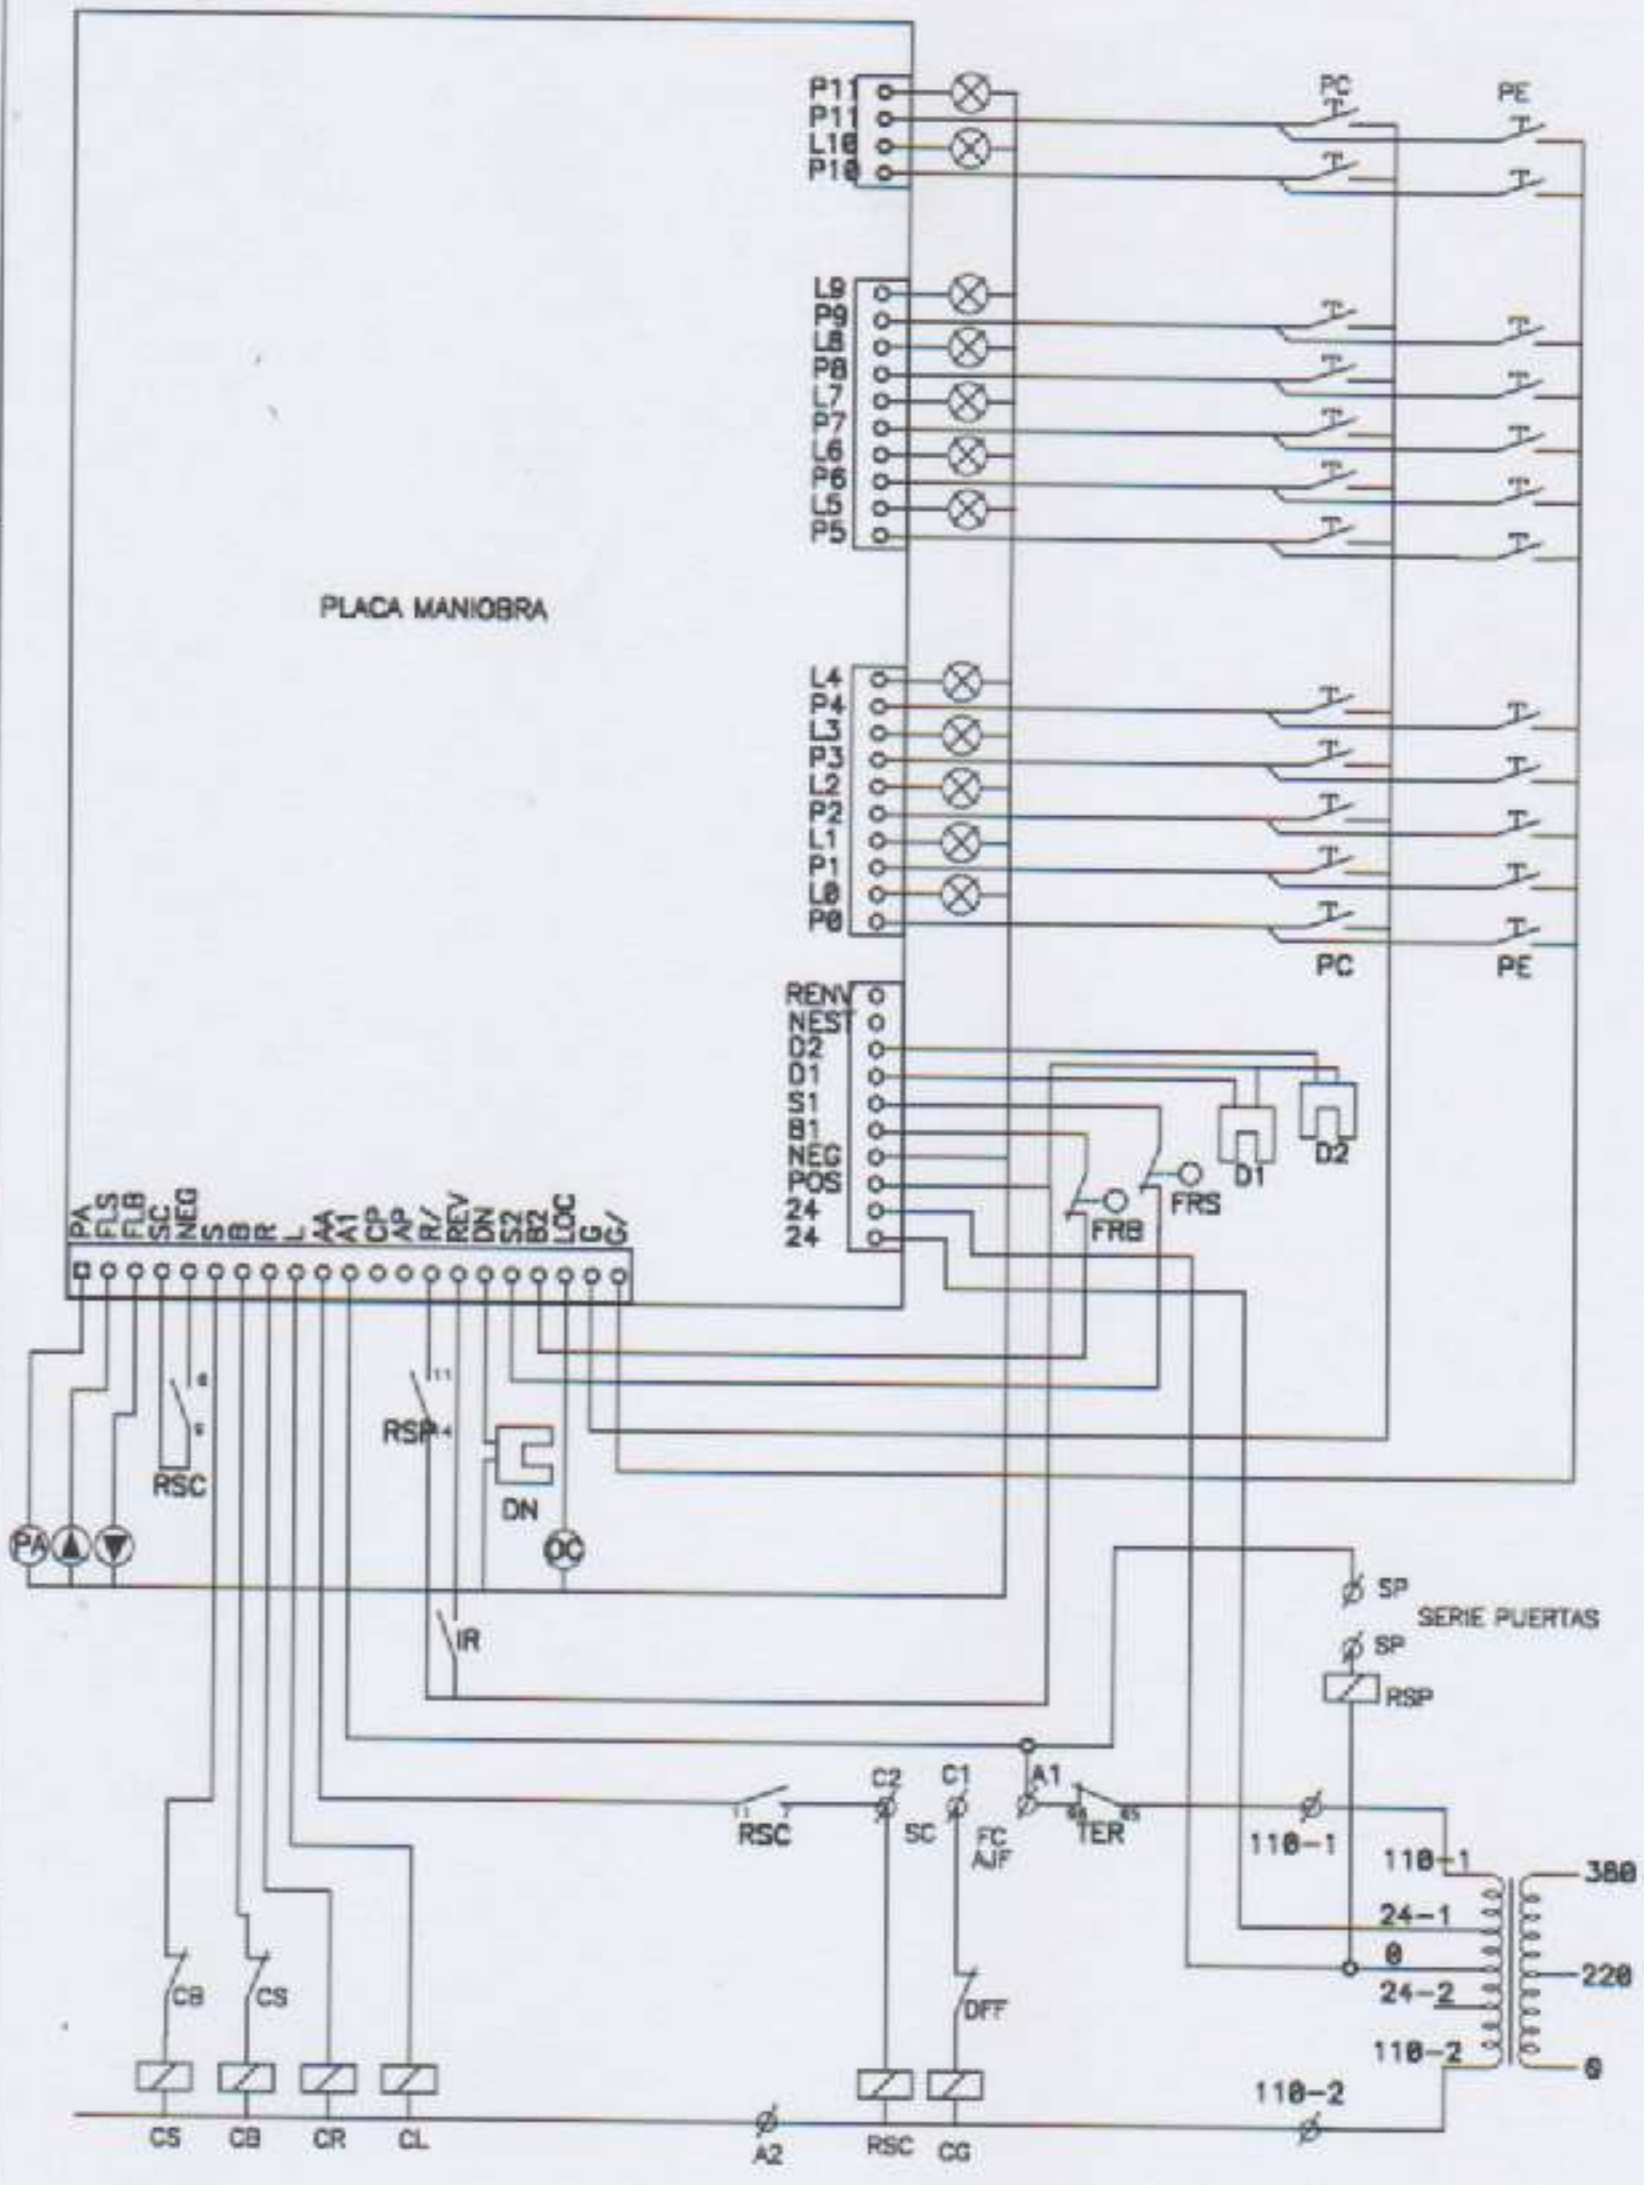 P11
P11
L10
P10
PC
PE
L9
P9
L8
P8
L7
P7
L6
P6
L5
P5
PLACA MANIOBRA
L4
P4
L3
P3
L2
P2
L1
P1
L0
P0
PC
PE
RENV
NEST
D2
D1
S1
B1
NEG
POS
24
24
D1
D2
FRS
FRB
PA
FLS
FLB
SC
NEG
S
B
R
L
AA
A1
CP
AP
R/
REV
DN
S2
B2
LOC
G
G/
RSC
11
RSP
14
DN
PA
OC
IR
SP
SERIE PUERTAS
SP
RSP
11
RSC
C2
SC
C1
FC
AJF
A1
TER
95
110-1
110-1
24-1
0
24-2
110-2
110-2
380
220
0
CB
CS
DFF
CS
CB
CR
CL
A2
RSC
CG